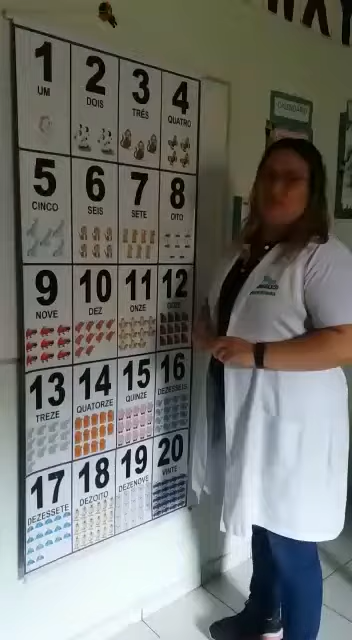 1 2 3 4
UM DOIS TRÊS QUATRO
5 6 7 8
CINCO SEIS SETE OITO
9 10 11 12
NOVE DEZ ONZE DOZE
13 14 15 16
TREZE QUATORZE QUINZE DEZESSEIS
17 18 19 20
DEZESSETE DEZOITO DEZENOVE VINTE
CALENDÁRIO